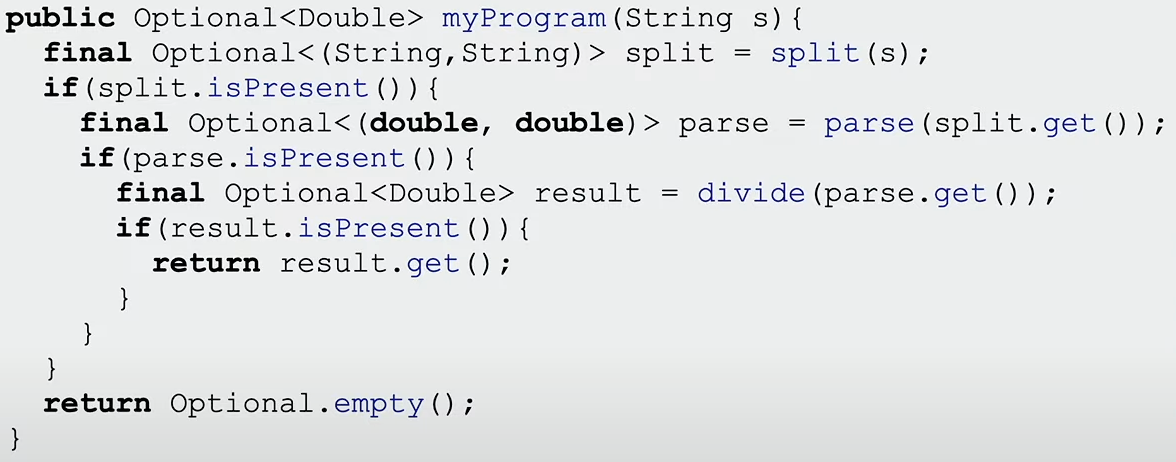 public Optional<Double> myProgram(String s){
  final Optional<(String,String)> split = split(s);
  if(split.isPresent()){
    final Optional<(double, double)> parse = parse(split.get());
    if(parse.isPresent()){
      final Optional<Double> result = divide(parse.get());
      if(result.isPresent()){
        return result.get();
      }
    }
  }
  return Optional.empty();
}